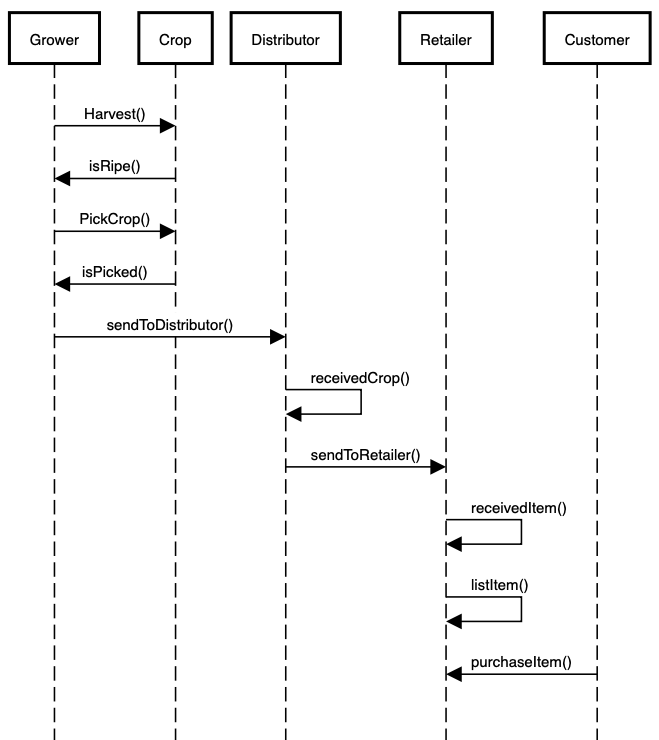 Grower
Crop
Distributor
Retailer
Customer
Harvest()
isRipe()
PickCrop()
isPicked()
sendToDistributor()
receivedCrop()
sendToRetailer()
receivedItem()
listItem()
purchaseItem()